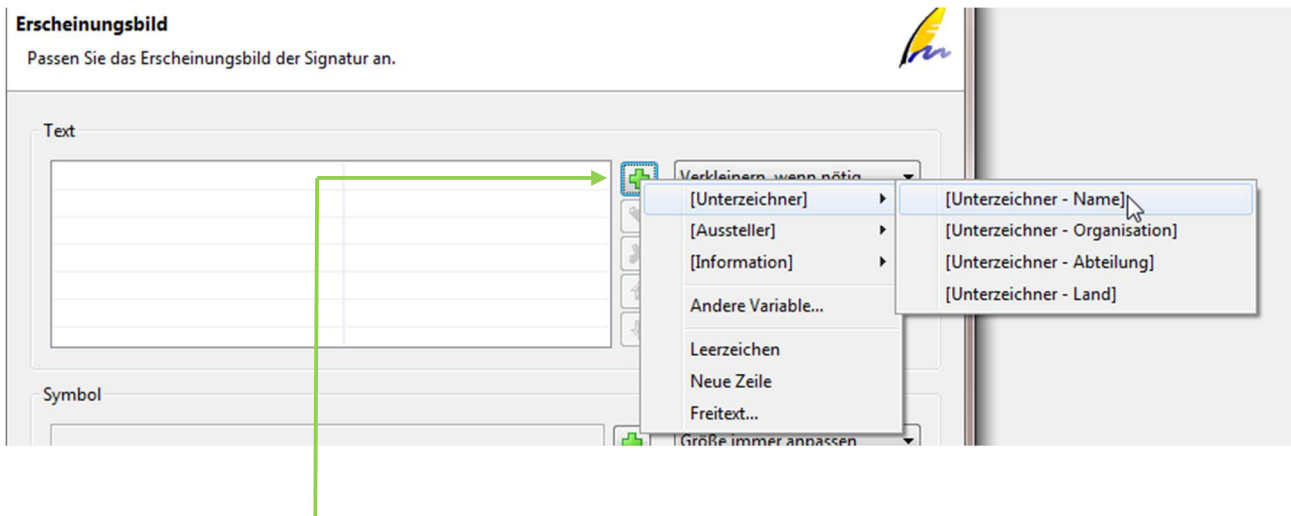 Erscheinungsbild
Passen Sie das Erscheinungsbild der Signatur an.
Text
Verkleinern, wenn nötig
[Unterzeichner]
[Aussteller]
[Information]
Andere Variable...
Leerzeichen
Neue Zeile
Freitext...
[Unterzeichner - Name]
[Unterzeichner - Organisation]
[Unterzeichner - Abteilung]
[Unterzeichner - Land]
Symbol
Größe immer anpassen